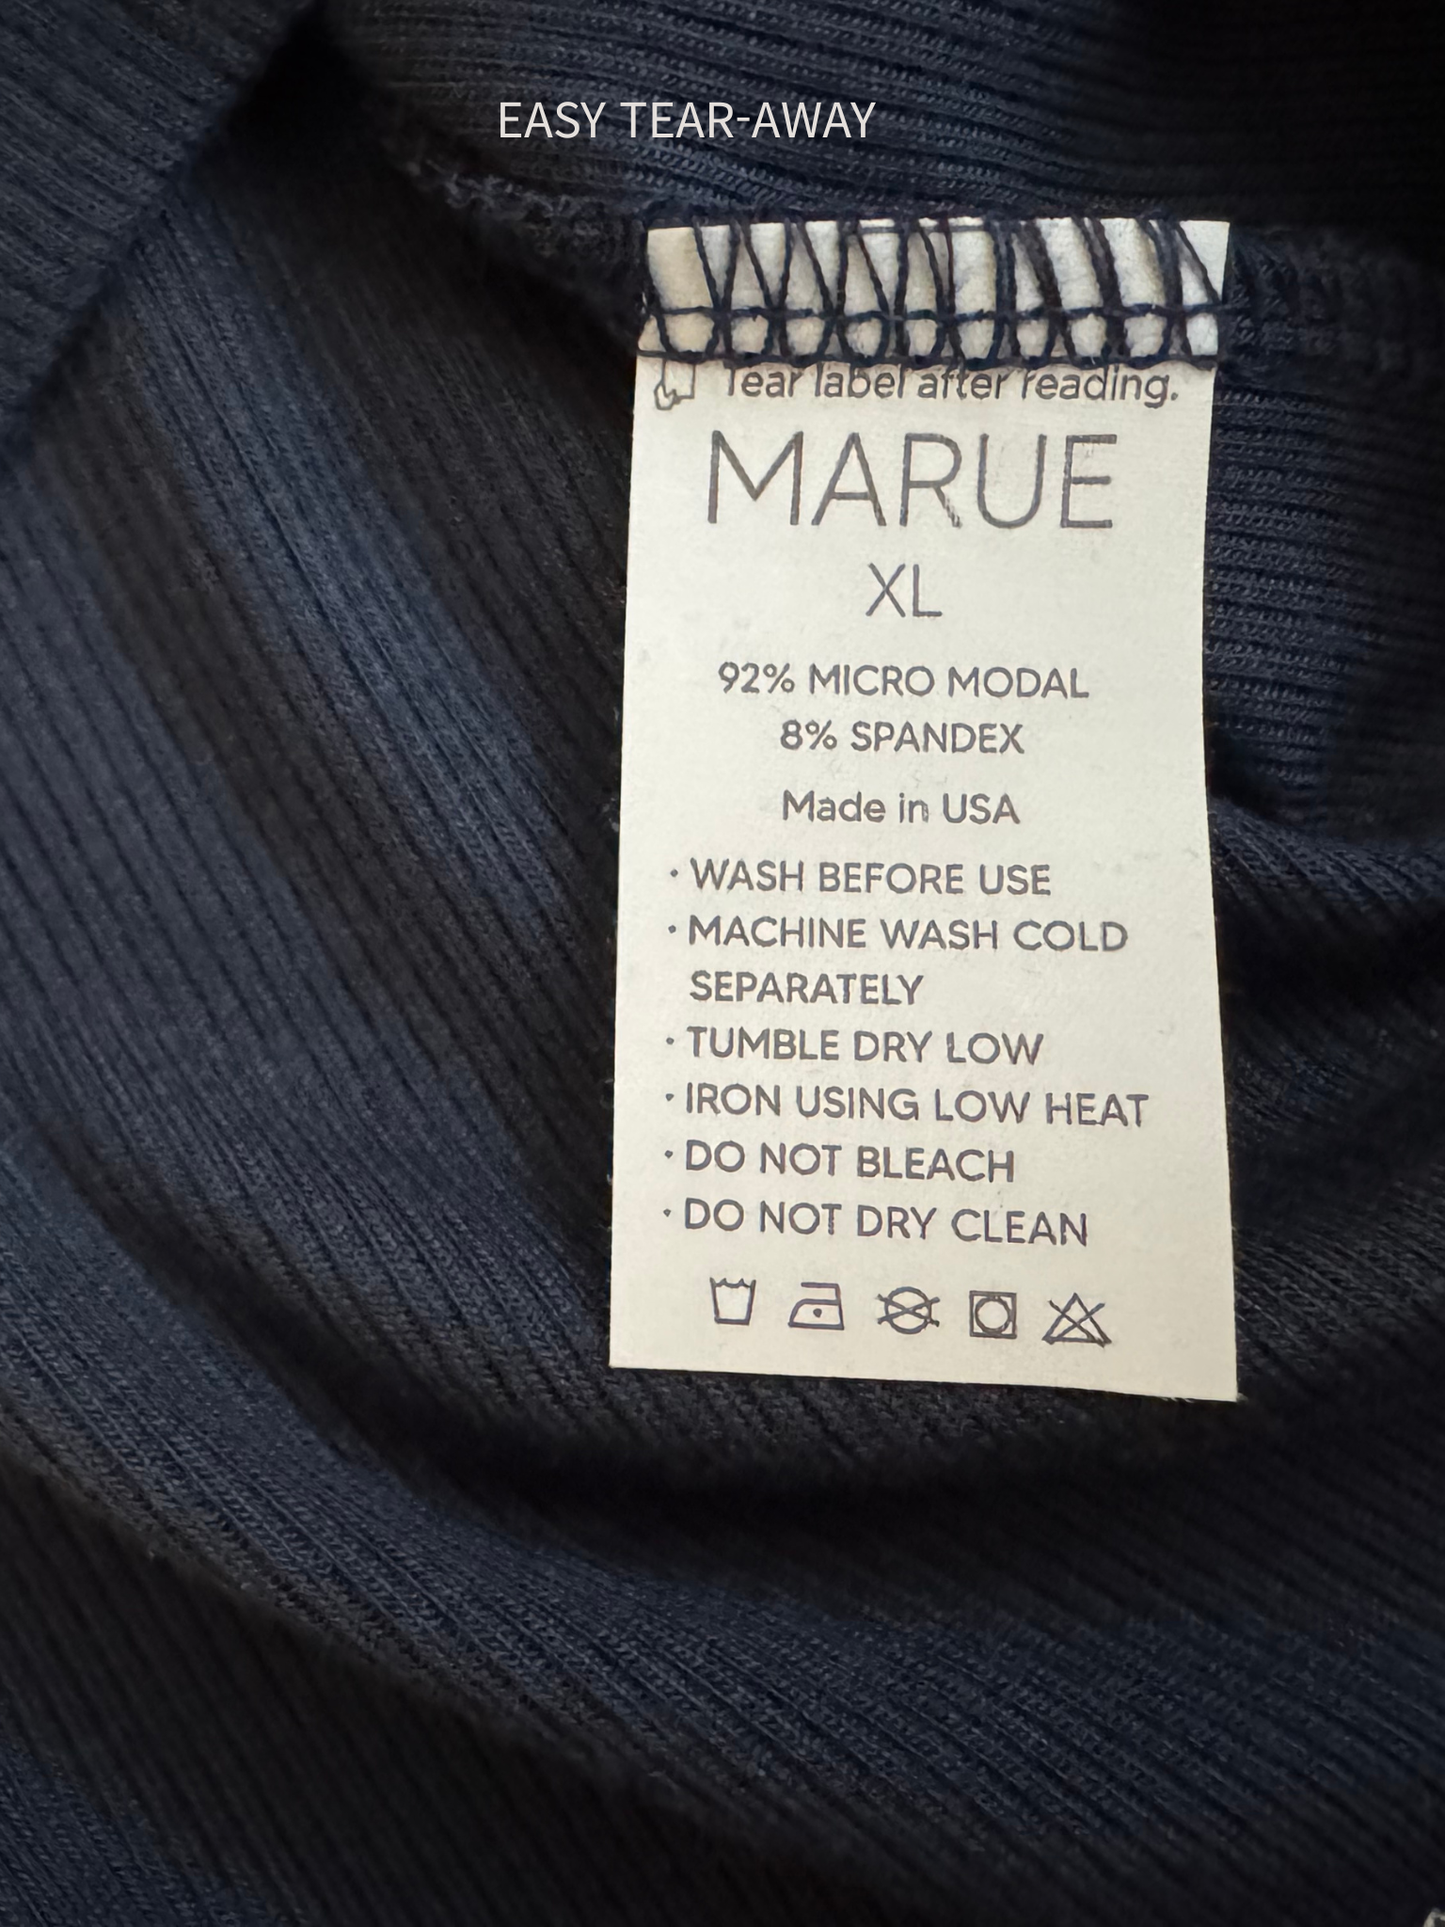 EASY TEAR-AWAY
Tear label after reading.
MARUE
XL
92% MICRO MODAL
8% SPANDEX
Made in USA
· WASH BEFORE USE
· MACHINE WASH COLD
SEPARATELY
· TUMBLE DRY LOW
· IRON USING LOW HEAT
· DO NOT BLEACH
· DO NOT DRY CLEAN